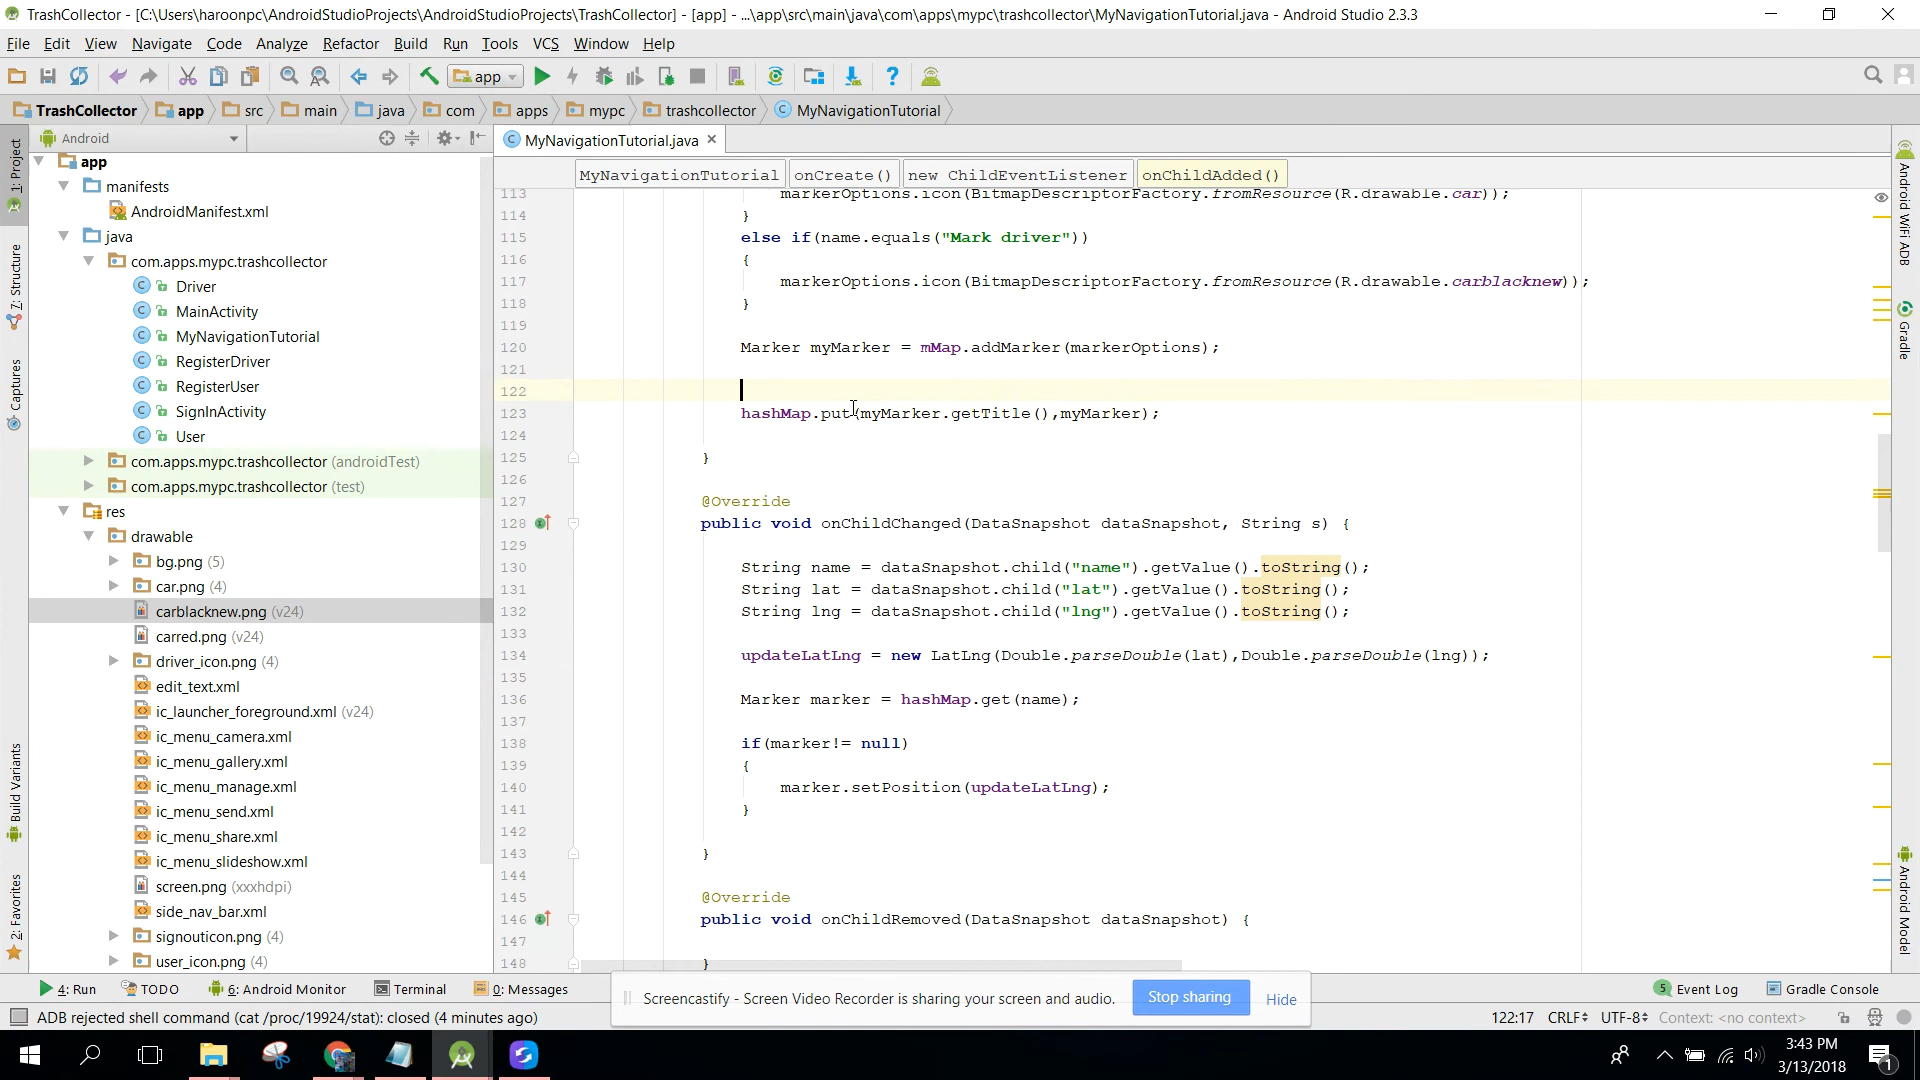 TrashCollector - [C:\Users\haroonpc\AndroidStudioProjects\AndroidStudioProjects\TrashCollector] - [app] - ...\app\src\main\java\com\apps\mypc\trashcollector\MyNavigationTutorial.java - Android Studio 2.3.3
File Edit View Navigate Code Analyze Refactor Build Run Tools VCS Window Help
app
TrashCollector app src main java com apps mypc trashcollector MyNavigationTutorial
Android
MyNavigationTutorial.java
1: Project
7: Structure
Captures
Build Variants
2: Favorites
app
manifests
AndroidManifest.xml
java
com.apps.mypc.trashcollector
Driver
MainActivity
MyNavigationTutorial
RegisterDriver
RegisterUser
SignInActivity
User
com.apps.mypc.trashcollector (androidTest)
com.apps.mypc.trashcollector (test)
res
drawable
bg.png (5)
car.png (4)
carblacknew.png (v24)
carred.png (v24)
driver_icon.png (4)
edit_text.xml
ic_launcher_foreground.xml (v24)
ic_menu_camera.xml
ic_menu_gallery.xml
ic_menu_manage.xml
ic_menu_send.xml
ic_menu_share.xml
ic_menu_slideshow.xml
screen.png (xxxhdpi)
side_nav_bar.xml
signouticon.png (4)
user_icon.png (4)
MyNavigationTutorial onCreate() new ChildEventListener onChildAdded()
113 markerOptions.icon(BitmapDescriptorFactory.fromResource(R.drawable.car));
114 }
115 else if(name.equals("Mark driver"))
116 {
117 markerOptions.icon(BitmapDescriptorFactory.fromResource(R.drawable.carblacknew));
118 }
119
120 Marker myMarker = mMap.addMarker(markerOptions);
121
122
123 hashMap.put(myMarker.getTitle(),myMarker);
124
125 }
126
127 @Override
128 public void onChildChanged(DataSnapshot dataSnapshot, String s) {
129
130 String name = dataSnapshot.child("name").getValue().toString();
131 String lat = dataSnapshot.child("lat").getValue().toString();
132 String lng = dataSnapshot.child("lng").getValue().toString();
133
134 updateLatLng = new LatLng(Double.parseDouble(lat),Double.parseDouble(lng));
135
136 Marker marker = hashMap.get(name);
137
138 if(marker!= null)
139 {
140 marker.setPosition(updateLatLng);
141 }
142
143 }
144
145 @Override
146 public void onChildRemoved(DataSnapshot dataSnapshot) {
147
148 }
Android WiFi ADB
Gradle
Android Model
4: Run TODO 6: Android Monitor Terminal 0: Messages
Screencastify - Screen Video Recorder is sharing your screen and audio. Stop sharing Hide
5 Event Log Gradle Console
ADB rejected shell command (cat /proc/19924/stat): closed (4 minutes ago)
122:17 CRLF UTF-8 Context: <no context>
3:43 PM
3/13/2018
1